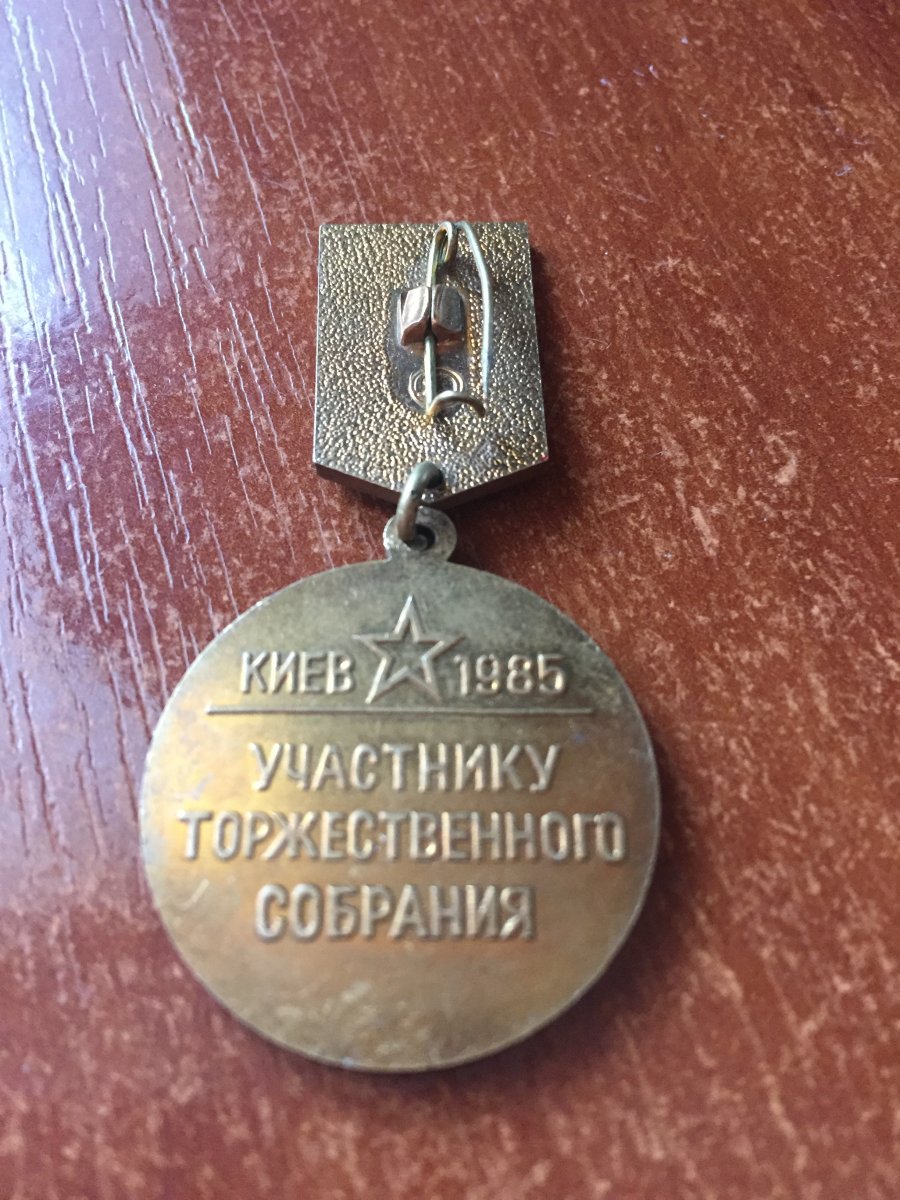 КИЕВ 1985
УЧАСТНИКУ
ТОРЖЕСТВЕННОГО
СОБРАНИЯ